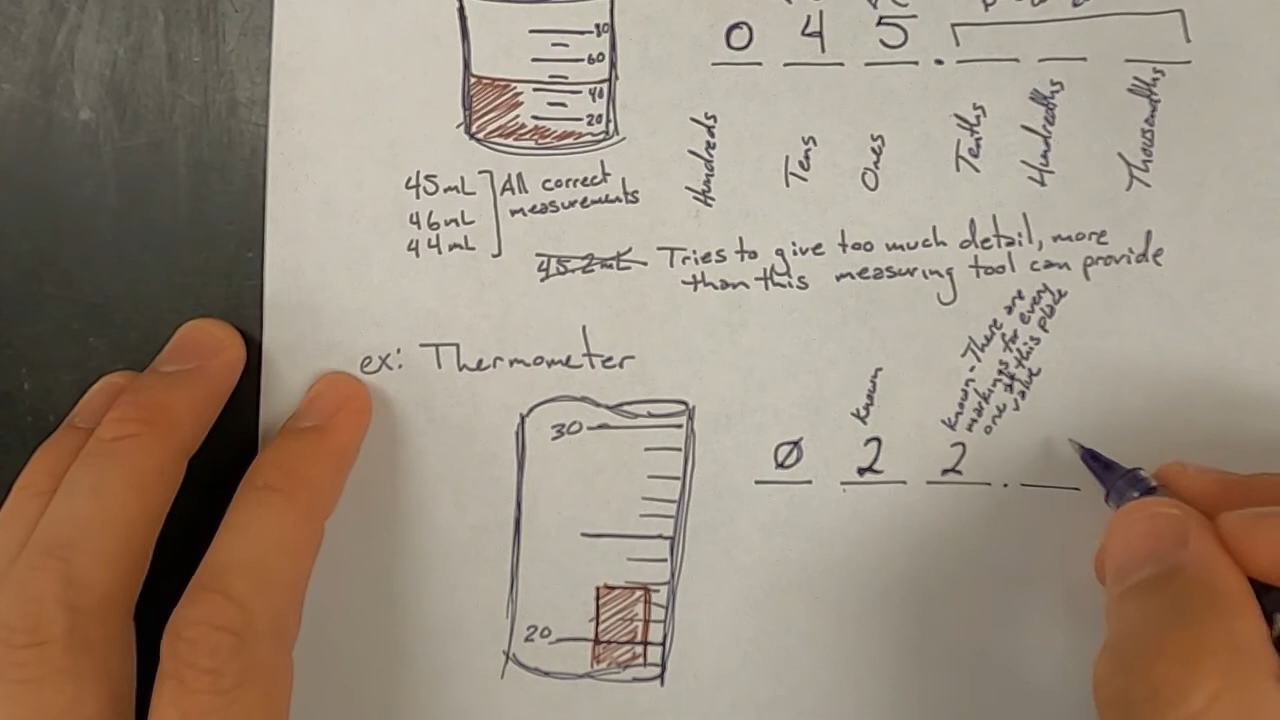 80
60
40
20
0 4 5 .
Hundreds
Tens
Ones
Tenths
Hundredths
Thousandths
45mL
46mL
44mL
All correct
measurements
45.2mL
Tries to give too much detail, more
than this measuring tool can provide
ex: Thermometer
30
20
Known
Known - There are
markings for every
one of this place
value
Ø 2 2 .